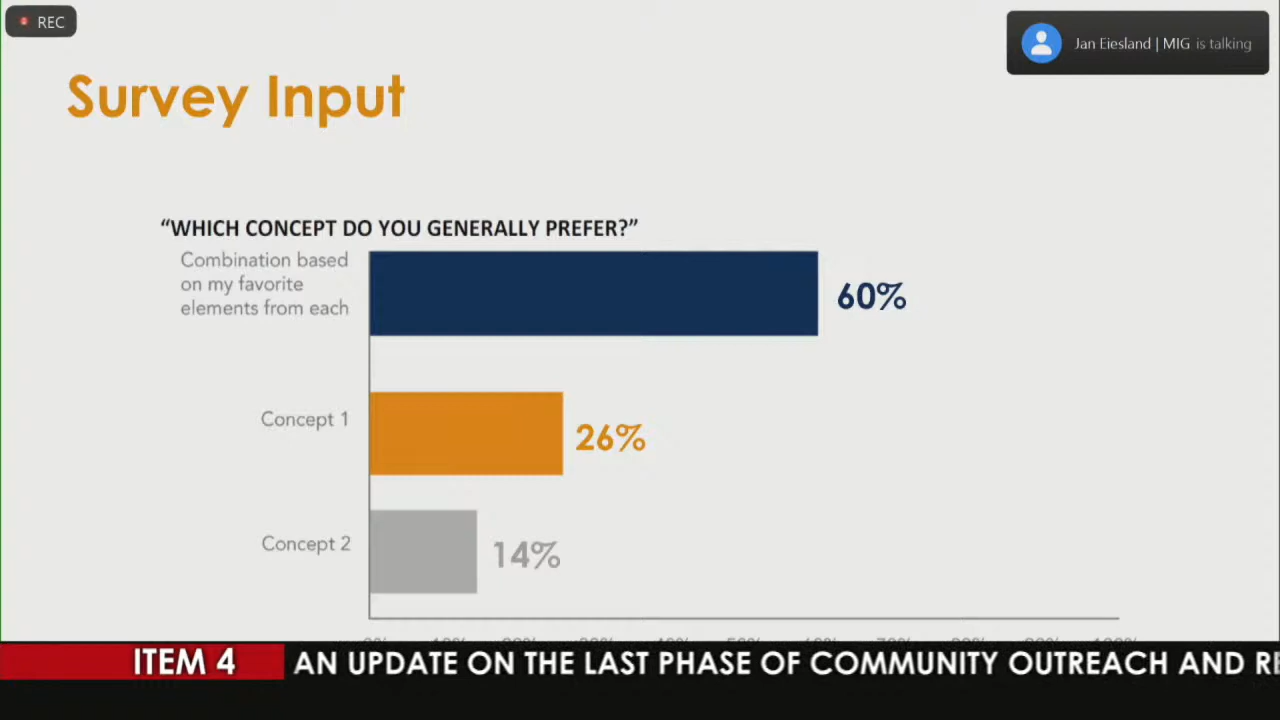 REC
Jan Eiesland | MIG is talking
Survey Input
“WHICH CONCEPT DO YOU GENERALLY PREFER?”
Combination based
on my favorite
elements from each
60%
Concept 1
26%
Concept 2
14%
ITEM 4
AN UPDATE ON THE LAST PHASE OF COMMUNITY OUTREACH AND